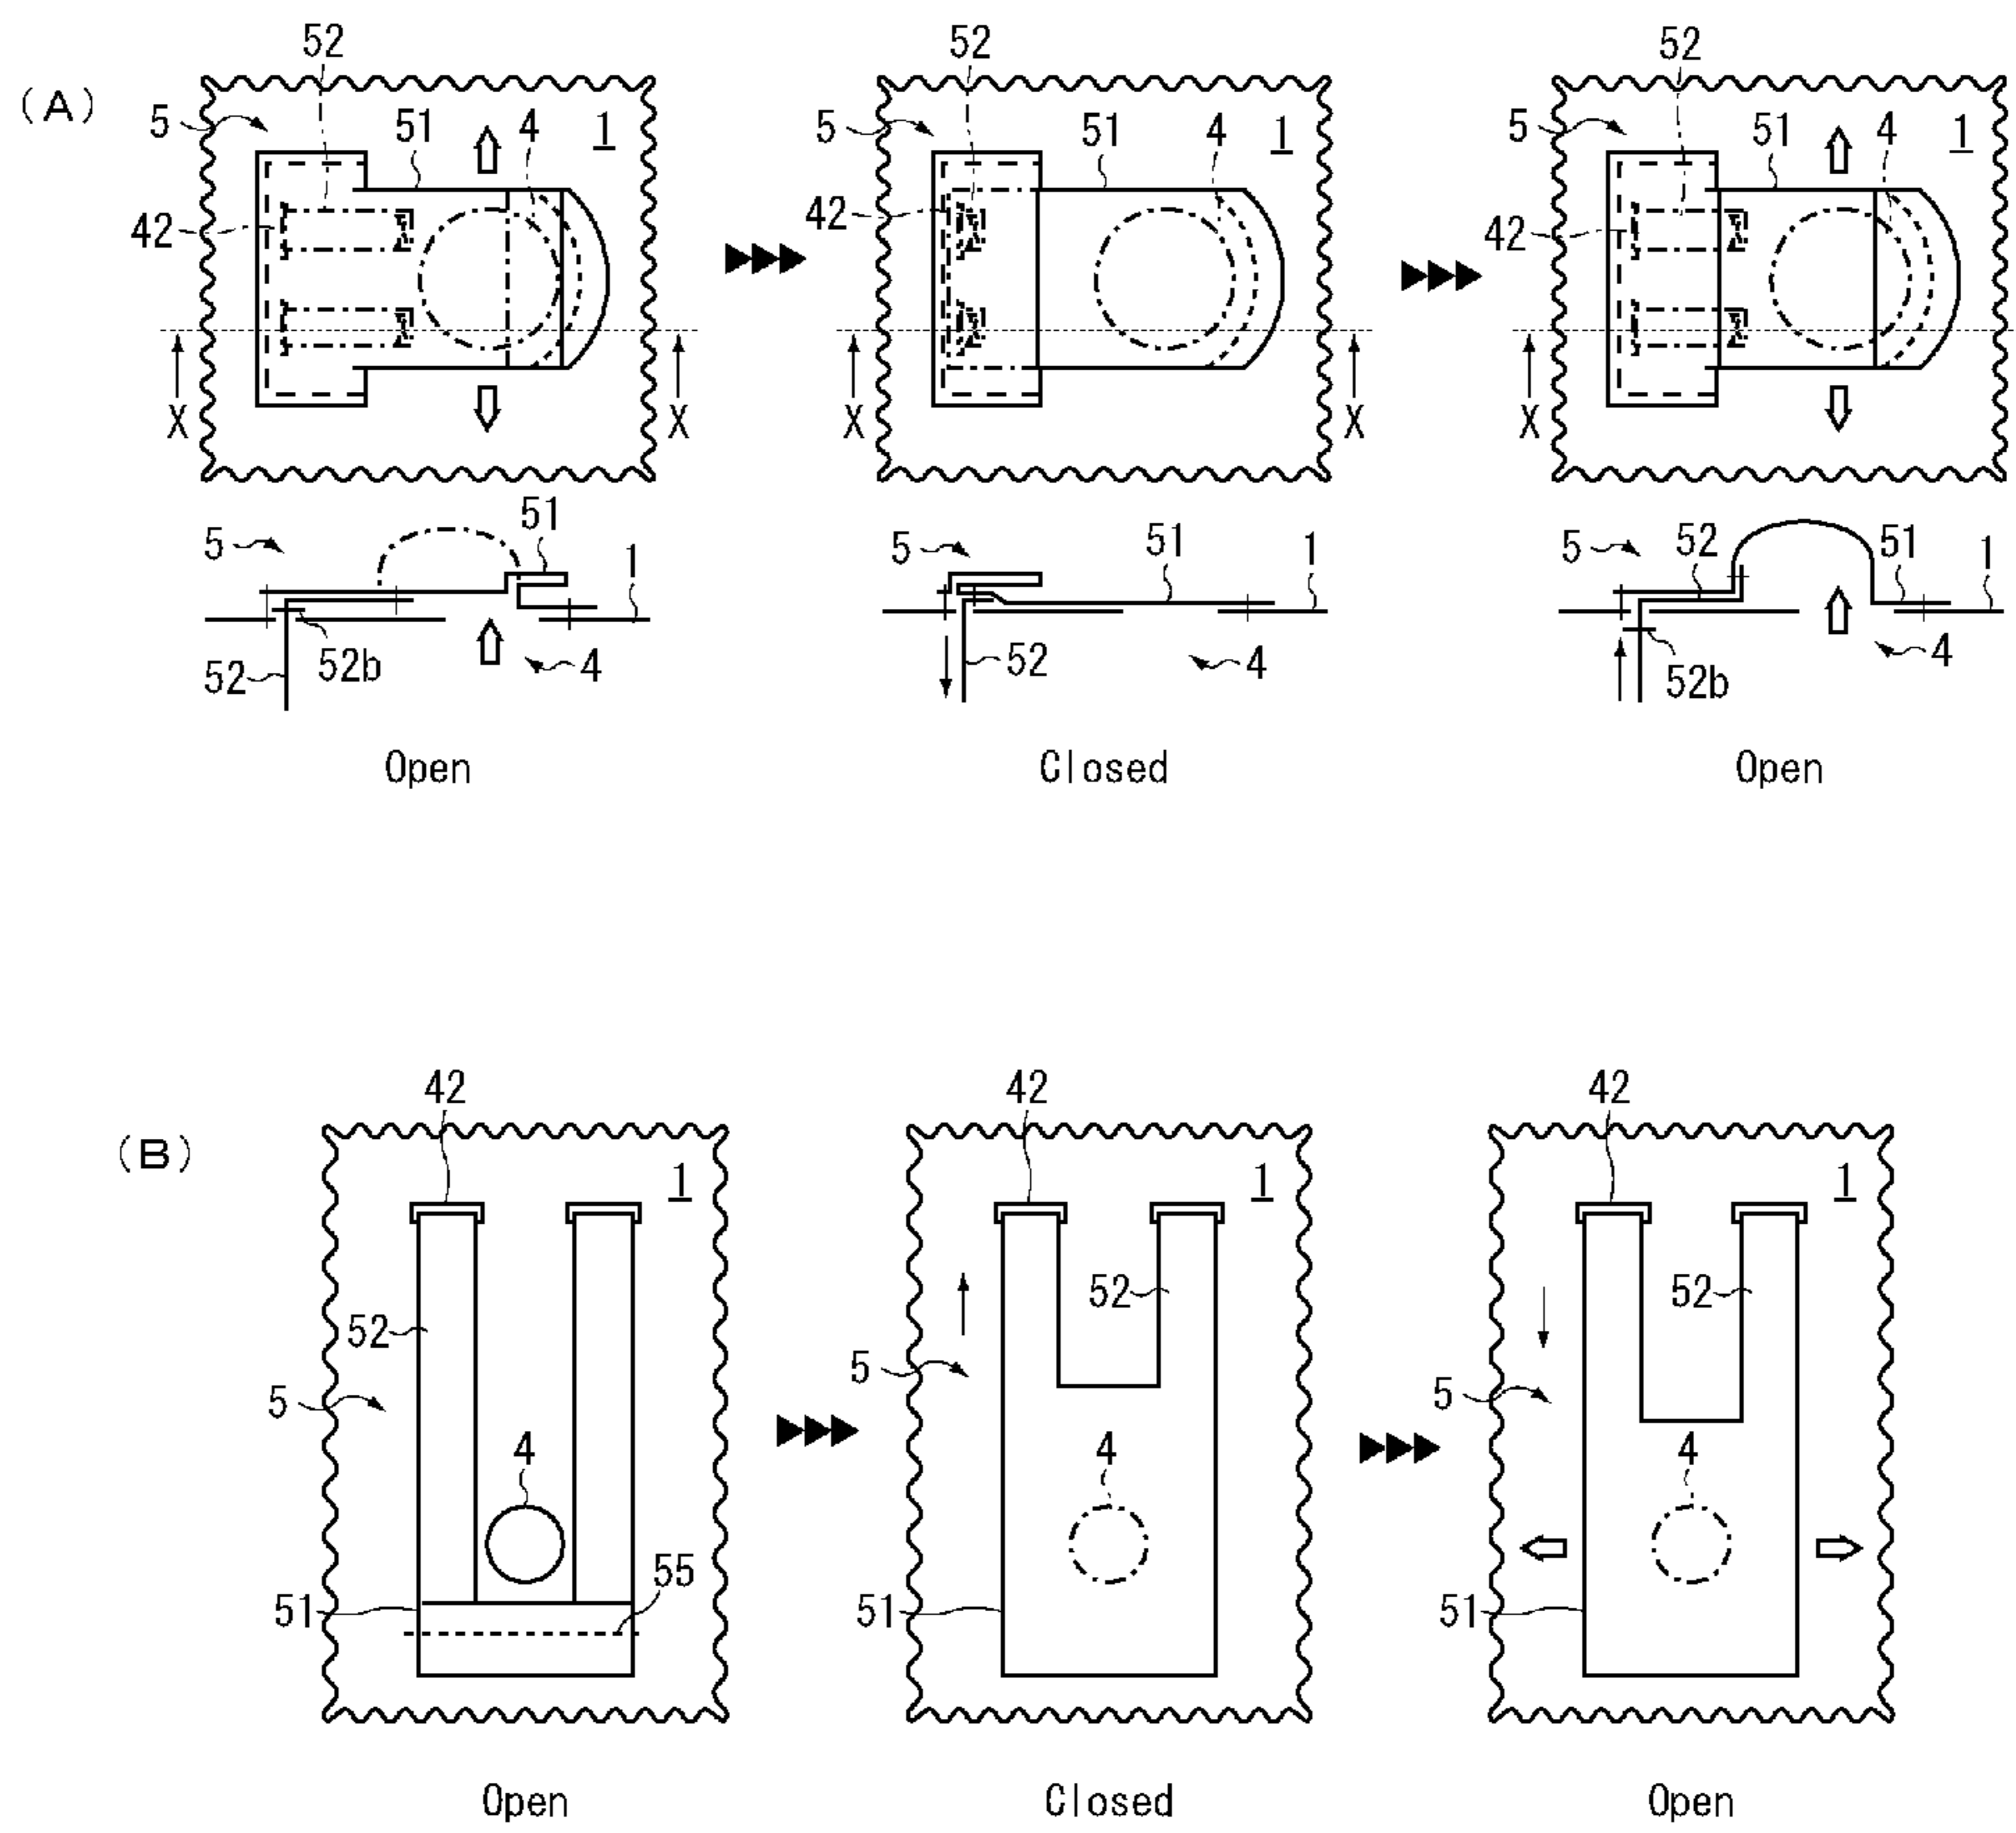 (A)
52 52 52
5 51 4 1 5 51 4 1 5 51 4 1
42 42 42
X X X X X
5 51 1 5 51 1 5 52 51 1
52 52b 4 52 4 52b 4
Open Closed Open
(B)
42 42 42
1 1 1
52 52 52
5 5 5
4 4 4
51 55 51 51
Open Closed Open